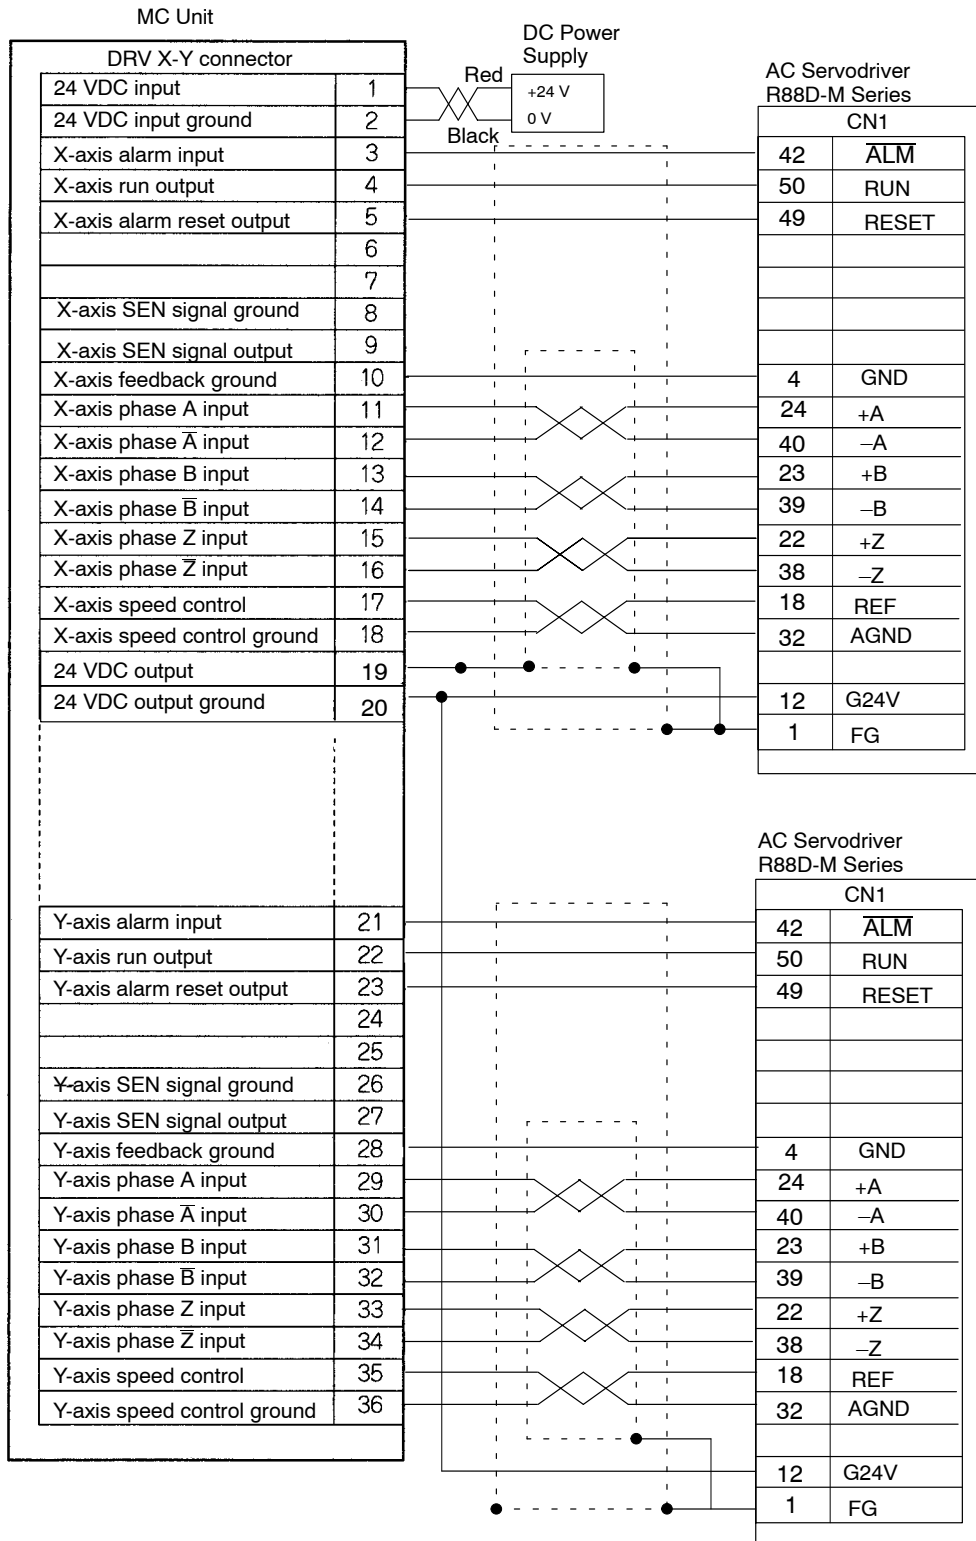 MC Unit
DRV X-Y connector
24 VDC input 1
24 VDC input ground 2
X-axis alarm input 3
X-axis run output 4
X-axis alarm reset output 5
6
7
X-axis SEN signal ground 8
X-axis SEN signal output 9
X-axis feedback ground 10
X-axis phase A input 11
X-axis phase A̅ input 12
X-axis phase B input 13
X-axis phase B̅ input 14
X-axis phase Z input 15
X-axis phase Z̅ input 16
X-axis speed control 17
X-axis speed control ground 18
24 VDC output 19
24 VDC output ground 20
DC Power
Supply
Red
+24 V
0 V
Black
AC Servodriver
R88D-M Series
CN1
42 A̅L̅M̅
50 RUN
49 RESET
4 GND
24 +A
40 –A
23 +B
39 –B
22 +Z
38 –Z
18 REF
32 AGND
12 G24V
1 FG
Y-axis alarm input 21
Y-axis run output 22
Y-axis alarm reset output 23
24
25
Y-axis SEN signal ground 26
Y-axis SEN signal output 27
Y-axis feedback ground 28
Y-axis phase A input 29
Y-axis phase A̅ input 30
Y-axis phase B input 31
Y-axis phase B̅ input 32
Y-axis phase Z input 33
Y-axis phase Z̅ input 34
Y-axis speed control 35
Y-axis speed control ground 36
AC Servodriver
R88D-M Series
CN1
42 A̅L̅M̅
50 RUN
49 RESET
4 GND
24 +A
40 –A
23 +B
39 –B
22 +Z
38 –Z
18 REF
32 AGND
12 G24V
1 FG